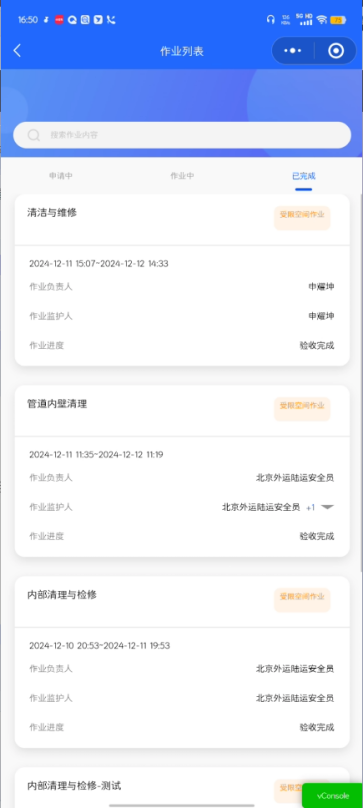 16:50
5G HD
作业列表
搜索作业内容
申请中 作业中 已完成
清洁与维修 受限空间作业
2024-12-11 15:07~2024-12-12 14:33
作业负责人 申耀坤
作业监护人 申耀坤
作业进度 验收完成
管道内壁清理 受限空间作业
2024-12-11 11:35~2024-12-12 11:19
作业负责人 北京外运陆运安全员
作业监护人 北京外运陆运安全员 +1
作业进度 验收完成
内部清理与检修 受限空间作业
2024-12-10 20:53~2024-12-11 19:53
作业负责人 北京外运陆运安全员
作业监护人 北京外运陆运安全员
作业进度 验收完成
内部清理与检修-测试 受限
vConsole